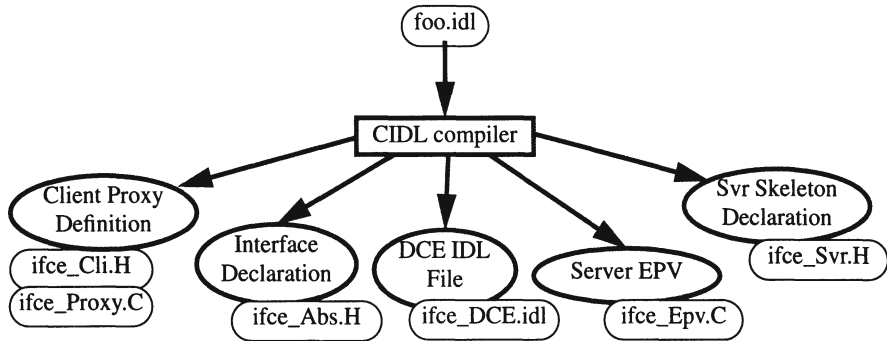 foo.idl
CIDL compiler
Client Proxy
Definition
ifce_Cli.H
ifce_Proxy.C
Interface
Declaration
ifce_Abs.H
DCE IDL
File
ifce_DCE.idl
Server EPV
ifce_Epv.C
Svr Skeleton
Declaration
ifce_Svr.H